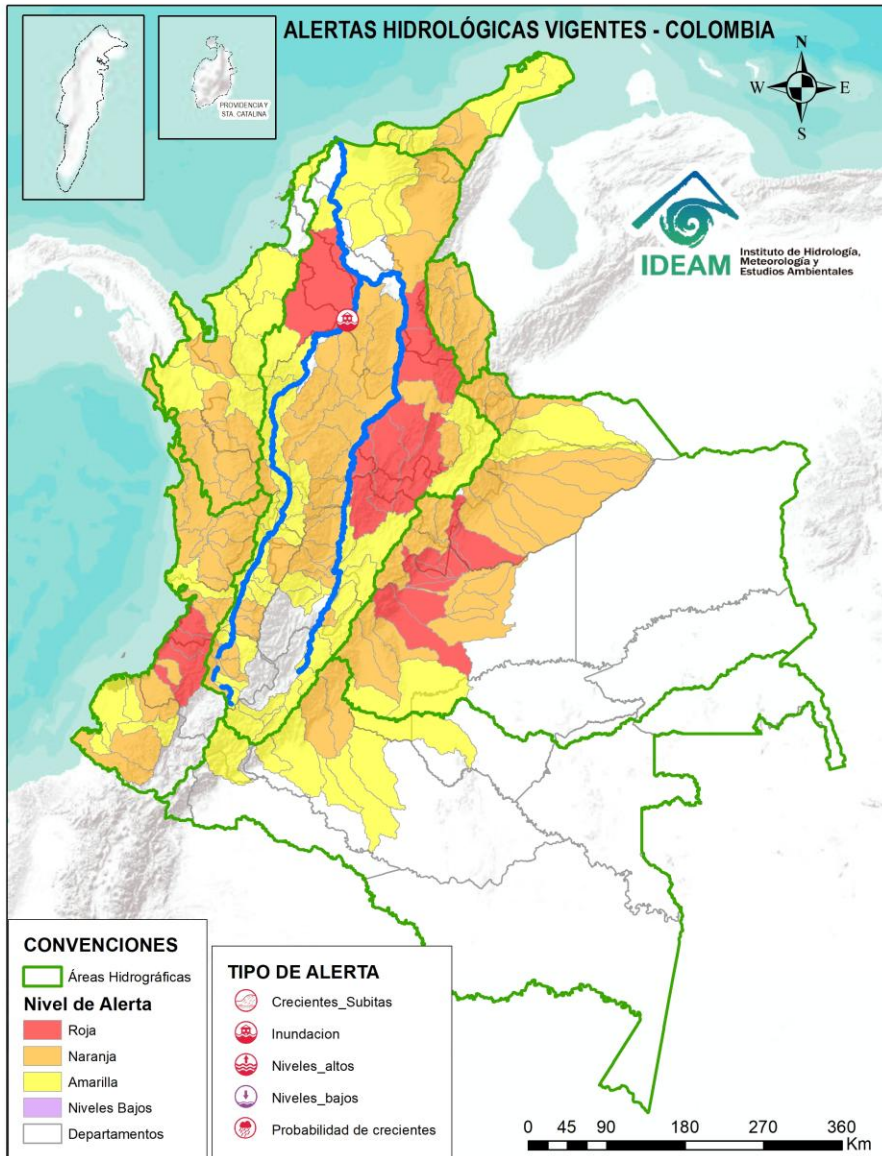 ALERTAS HIDROLÓGICAS VIGENTES - COLOMBIA
PROVIDENCIA Y
STA. CATALINA
N
W
E
S
IDEAM
Instituto de Hidrología,
Meteorología y
Estudios Ambientales
CONVENCIONES
Áreas Hidrográficas
Nivel de Alerta
Roja
Naranja
Amarilla
Niveles Bajos
Departamentos
TIPO DE ALERTA
Crecientes_Subitas
Inundacion
Niveles_altos
Niveles_bajos
Probabilidad de crecientes
0 45 90 180 270 360
Km